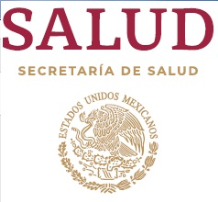 SALUD
SECRETARÍA DE SALUD
ESTADOS UNIDOS MEXICANOS